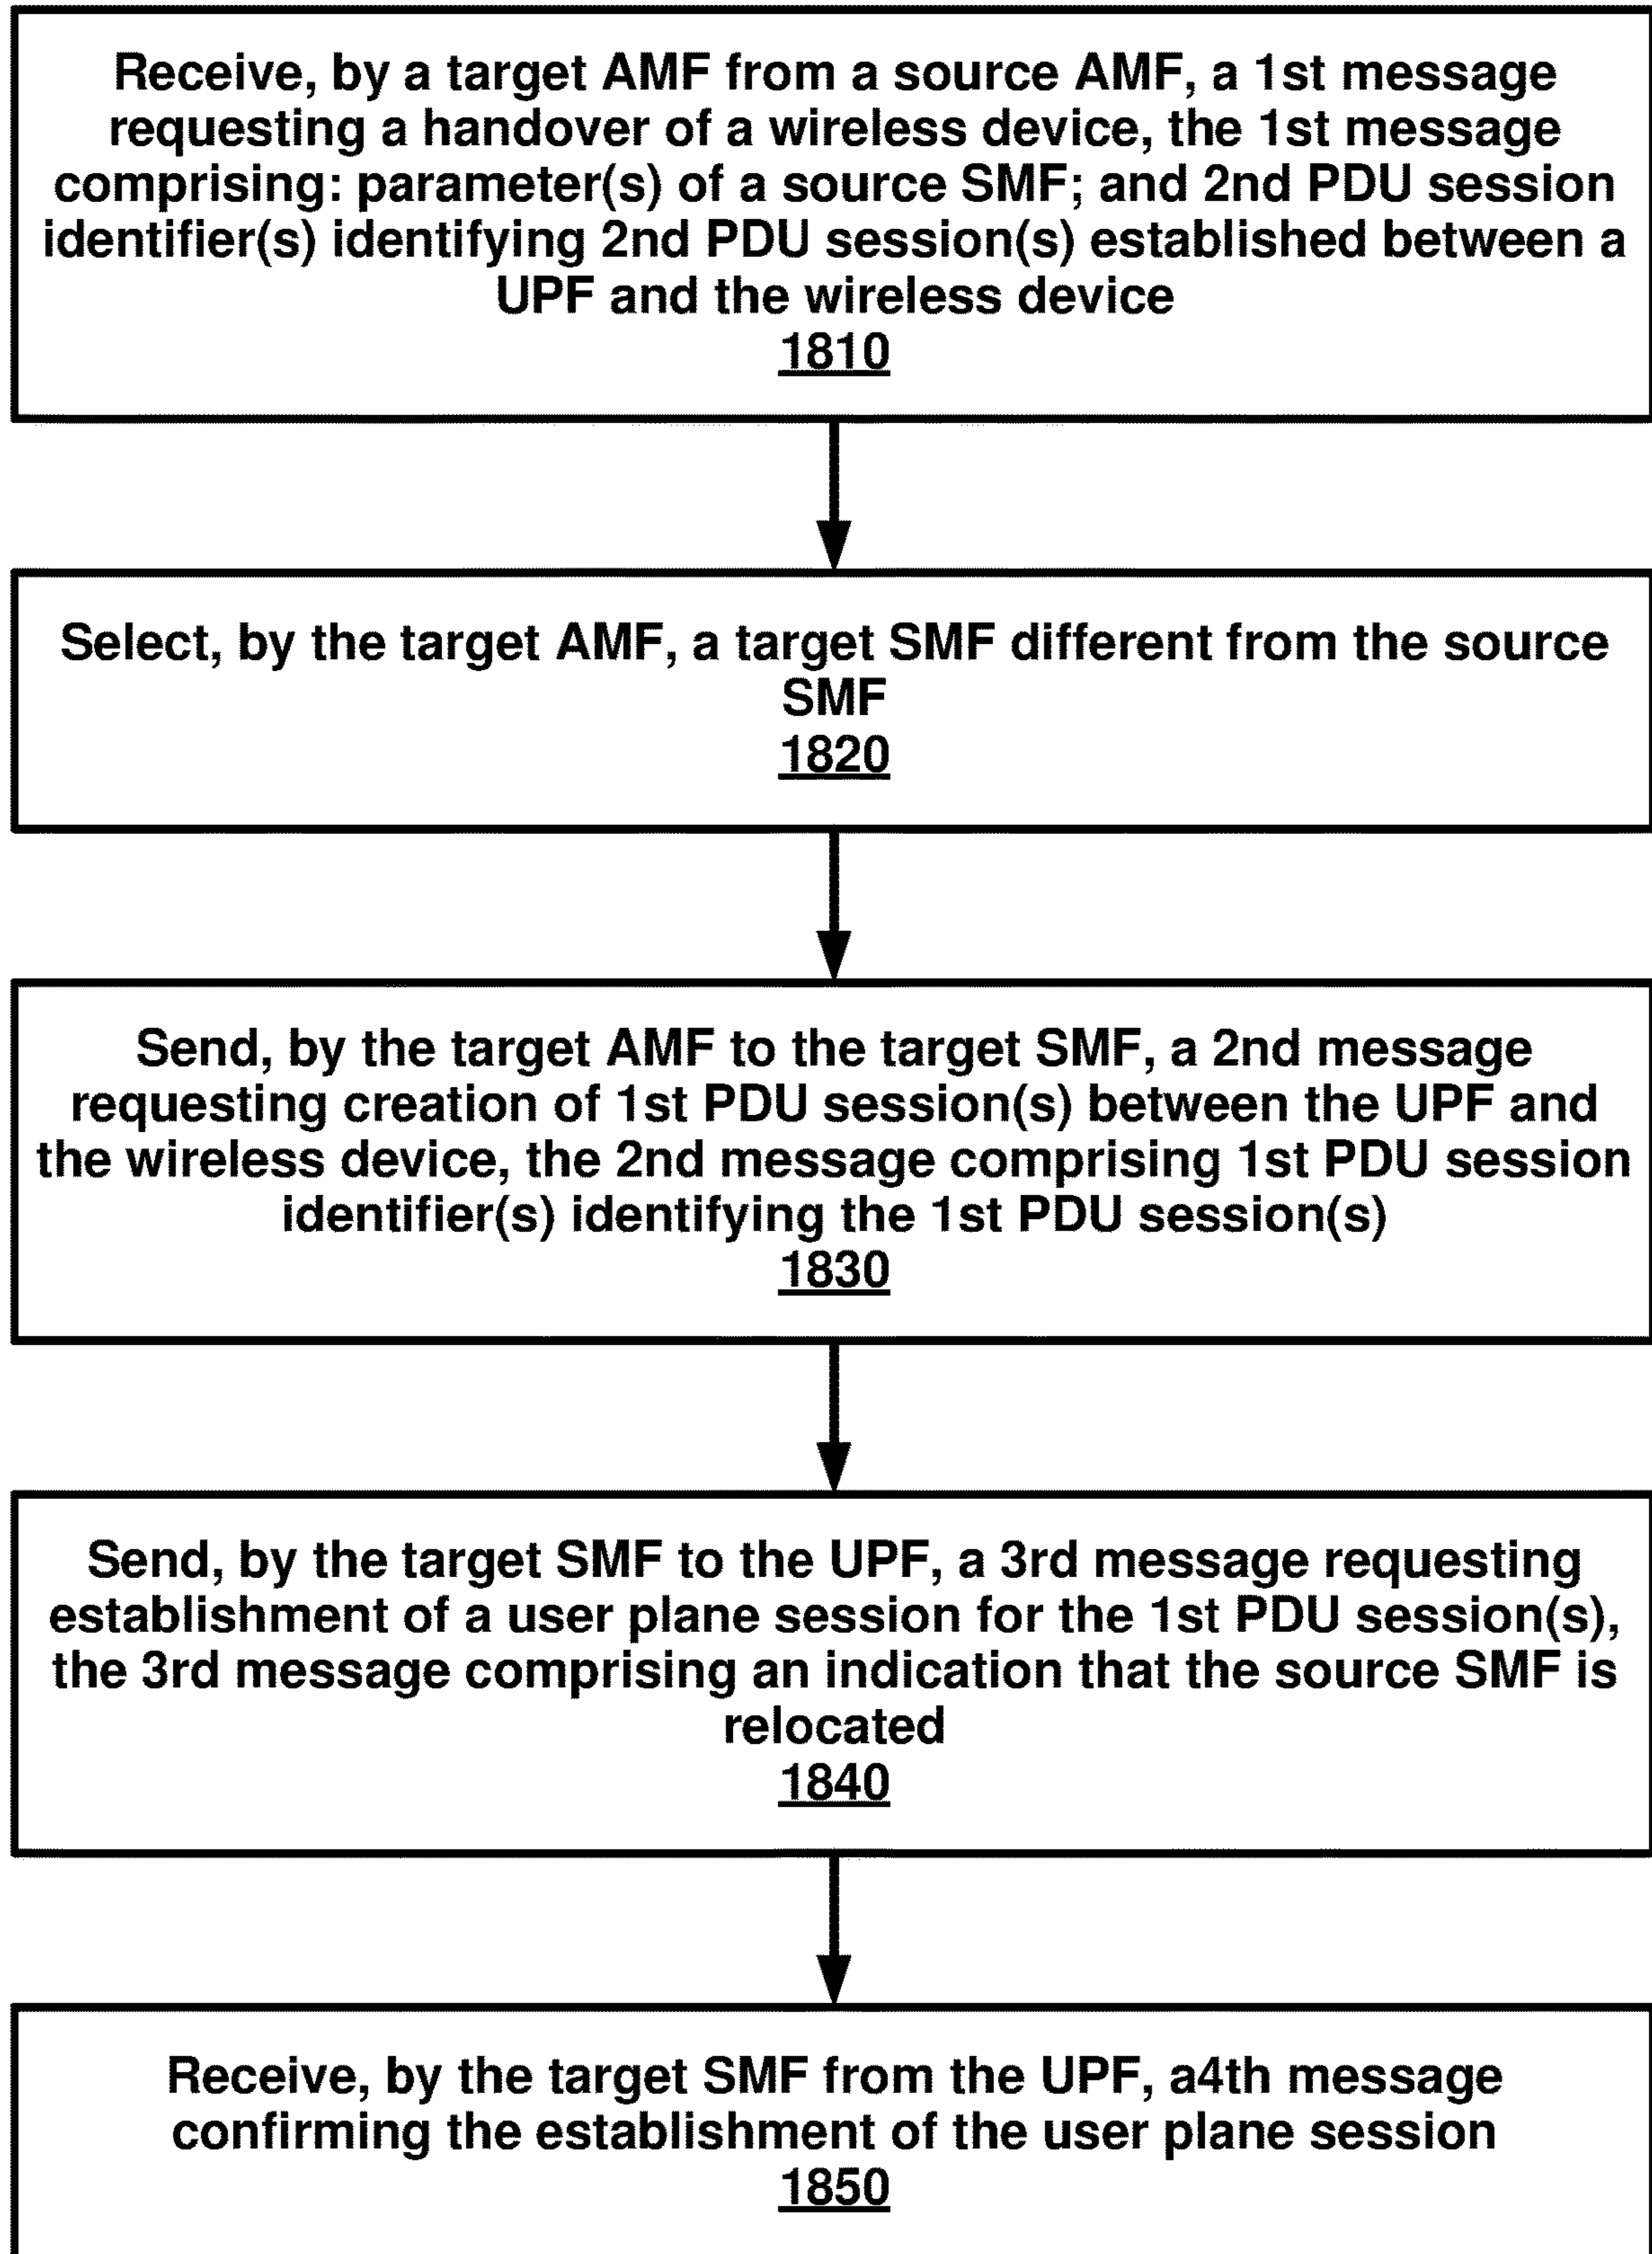 Receive, by a target AMF from a source AMF, a 1st message
requesting a handover of a wireless device, the 1st message
comprising: parameter(s) of a source SMF; and 2nd PDU session
identifier(s) identifying 2nd PDU session(s) established between a
UPF and the wireless device
1810
Select, by the target AMF, a target SMF different from the source
SMF
1820
Send, by the target AMF to the target SMF, a 2nd message
requesting creation of 1st PDU session(s) between the UPF and
the wireless device, the 2nd message comprising 1st PDU session
identifier(s) identifying the 1st PDU session(s)
1830
Send, by the target SMF to the UPF, a 3rd message requesting
establishment of a user plane session for the 1st PDU session(s),
the 3rd message comprising an indication that the source SMF is
relocated
1840
Receive, by the target SMF from the UPF, a4th message
confirming the establishment of the user plane session
1850